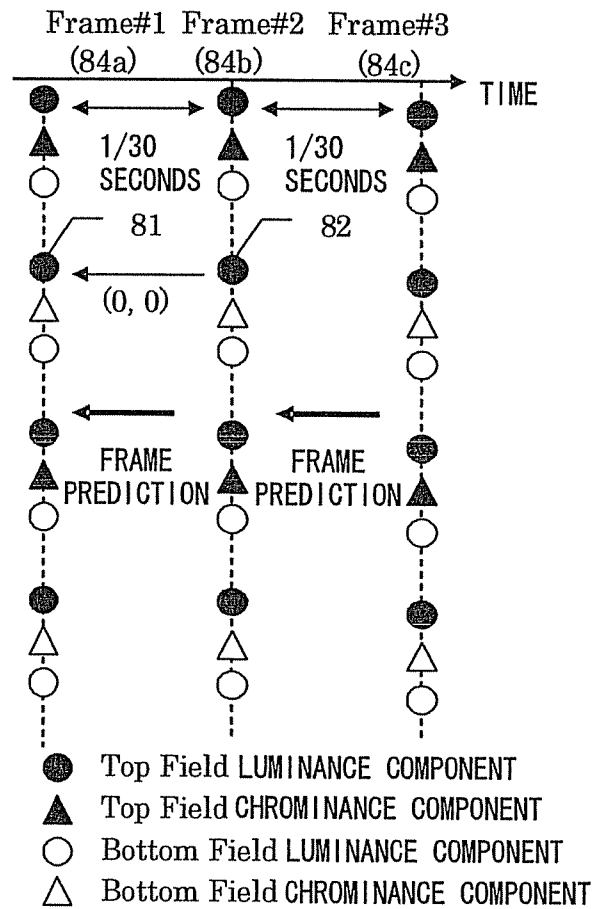 Frame#1 Frame#2 Frame#3
(84a) (84b) (84c)
TIME
1/30 1/30
SECONDS SECONDS
81 82
(0, 0)
FRAME FRAME
PREDICTION PREDICTION
Top Field LUMINANCE COMPONENT
Top Field CHROMINANCE COMPONENT
Bottom Field LUMINANCE COMPONENT
Bottom Field CHROMINANCE COMPONENT